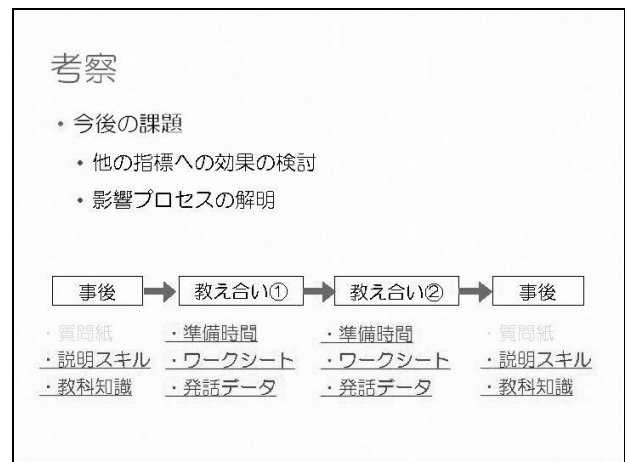 考察
・今後の課題
・他の指標への効果の検討
・影響プロセスの解明
事後 教え合い① 教え合い② 事後
・質問紙 ・準備時間 ・準備時間 ・質問紙
・説明スキル ・ワークシート ・ワークシート ・説明スキル
・教科知識 ・発話データ ・発話データ ・教科知識